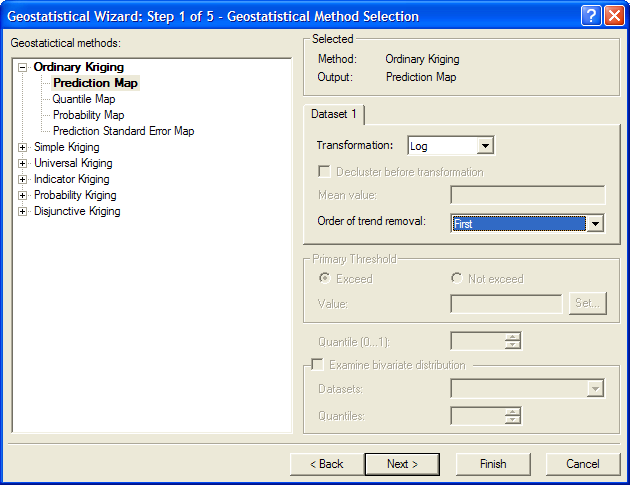 Geostatistical Wizard: Step 1 of 5 - Geostatistical Method Selection
Geostatictical methods:
Ordinary Kriging
Prediction Map
Quantile Map
Probability Map
Prediction Standard Error Map
Simple Kriging
Universal Kriging
Indicator Kriging
Probability Kriging
Disjunctive Kriging
Selected
Method: Ordinary Kriging
Output: Prediction Map
Dataset 1
Transformation: Log
Decluster before transformation
Mean value:
Order of trend removal: First
Primary Threshold
Exceed Not exceed
Value: Set...
Quantile (0...1):
Examine bivariate distribution
Datasets:
Quantiles:
< Back Next > Finish Cancel